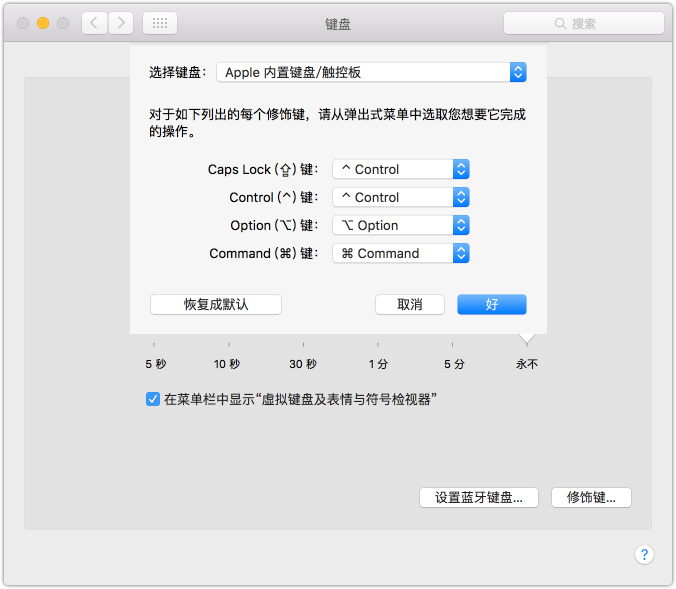 键盘
搜索
选择键盘： Apple 内置键盘/触控板
对于如下列出的每个修饰键，请从弹出式菜单中选取您想要它完成
的操作。
Caps Lock (⇪) 键： ^ Control
Control (^) 键： ^ Control
Option (⌥) 键： ⌥ Option
Command (⌘) 键： ⌘ Command
恢复成默认 取消 好
5 秒 10 秒 30 秒 1 分 5 分 永不
在菜单栏中显示“虚拟键盘及表情与符号检视器”
设置蓝牙键盘... 修饰键...
?